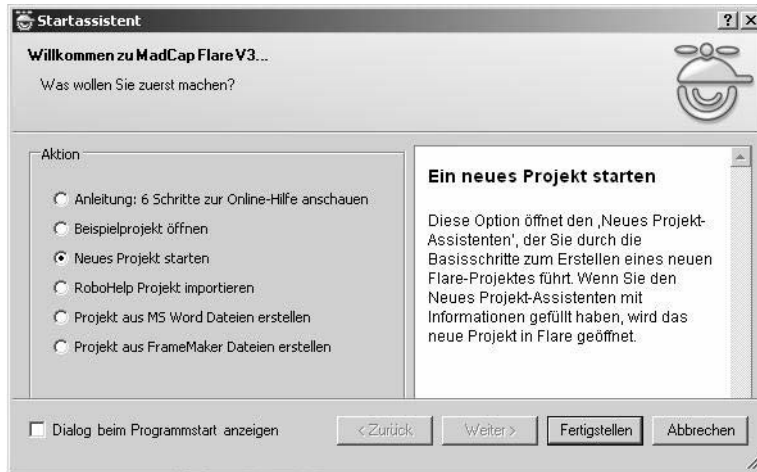 Startassistent
Willkommen zu MadCap Flare V3...
Was wollen Sie zuerst machen?
Aktion
Anleitung: 6 Schritte zur Online-Hilfe anschauen
Beispielprojekt öffnen
Neues Projekt starten
RoboHelp Projekt importieren
Projekt aus MS Word Dateien erstellen
Projekt aus FrameMaker Dateien erstellen
Ein neues Projekt starten
Diese Option öffnet den ‚Neues Projekt-
Assistenten', der Sie durch die
Basisschritte zum Erstellen eines neuen
Flare-Projektes führt. Wenn Sie den
Neues Projekt-Assistenten mit
Informationen gefüllt haben, wird das
neue Projekt in Flare geöffnet.
Dialog beim Programmstart anzeigen
< Zurück
Weiter >
Fertigstellen
Abbrechen